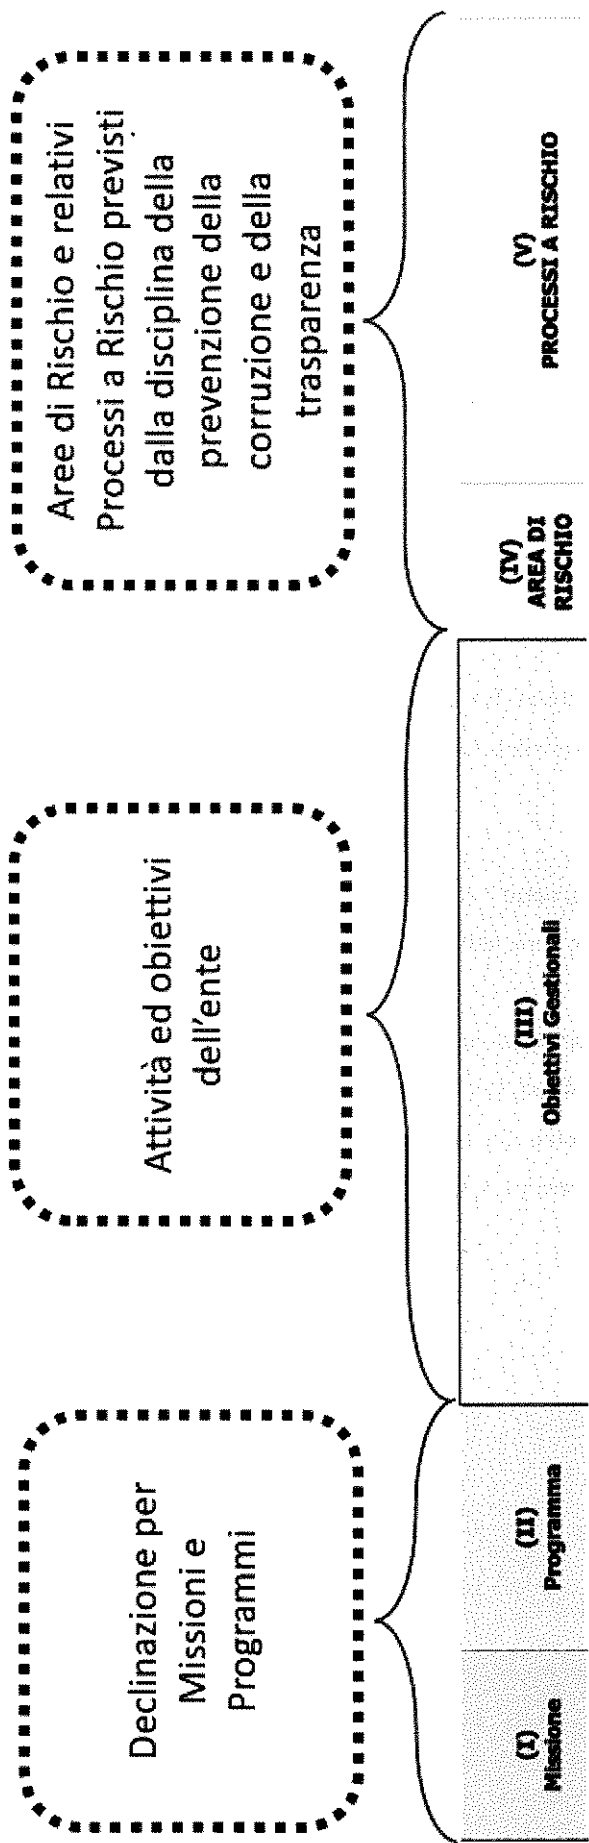 Declinazione per
Missioni e
Programmi
Attività ed obiettivi
dell'ente
Aree di Rischio e relativi
Processi a Rischio previsti
dalla disciplina della
prevenzione della
corruzione e della
trasparenza
(I)
Missione
(II)
Programma
(III)
Obiettivi Gestionali
(IV)
AREA DI
RISCHIO
(V)
PROCESSI A RISCHIO